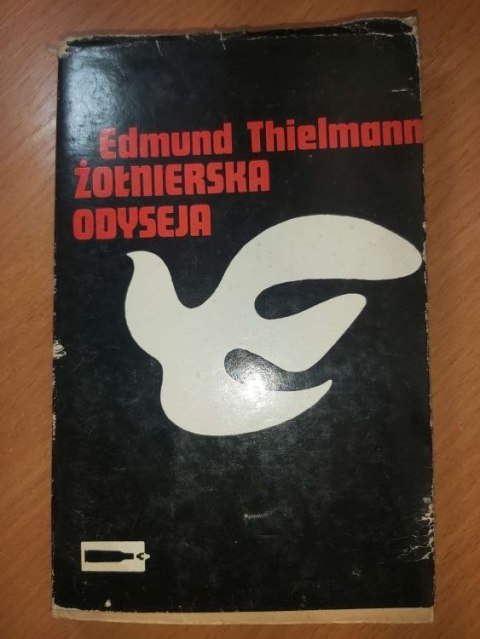 Edmund Thielmann
ŻOŁNIERSKA
ODYSEJA